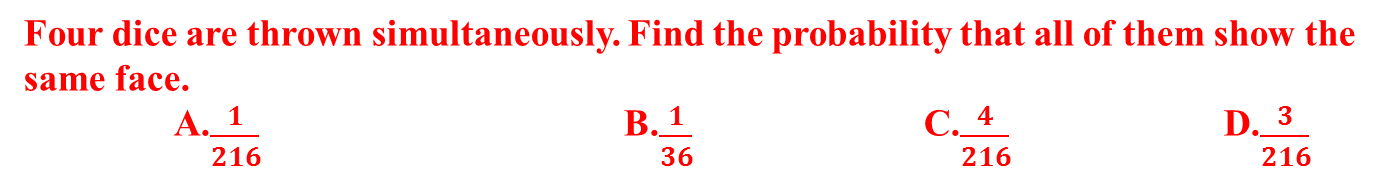 Four dice are thrown simultaneously. Find the probability that all of them show the
same face.
A. 1/216 B. 1/36 C. 4/216 D. 3/216